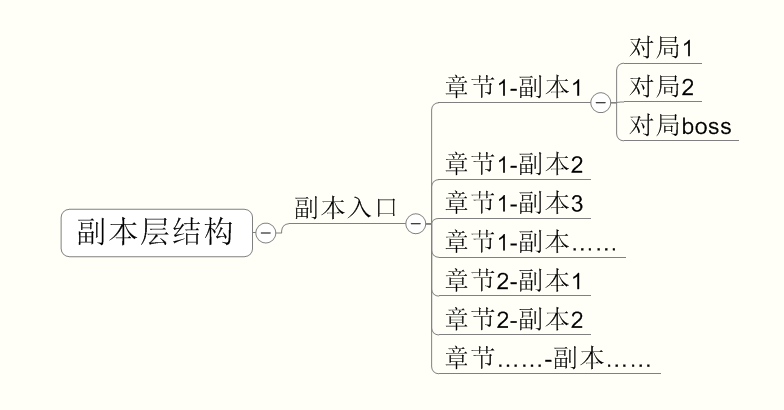 副本层结构
副本入口
章节1-副本1
对局1
对局2
对局boss
章节1-副本2
章节1-副本3
章节1-副本……
章节2-副本1
章节2-副本2
章节……-副本……